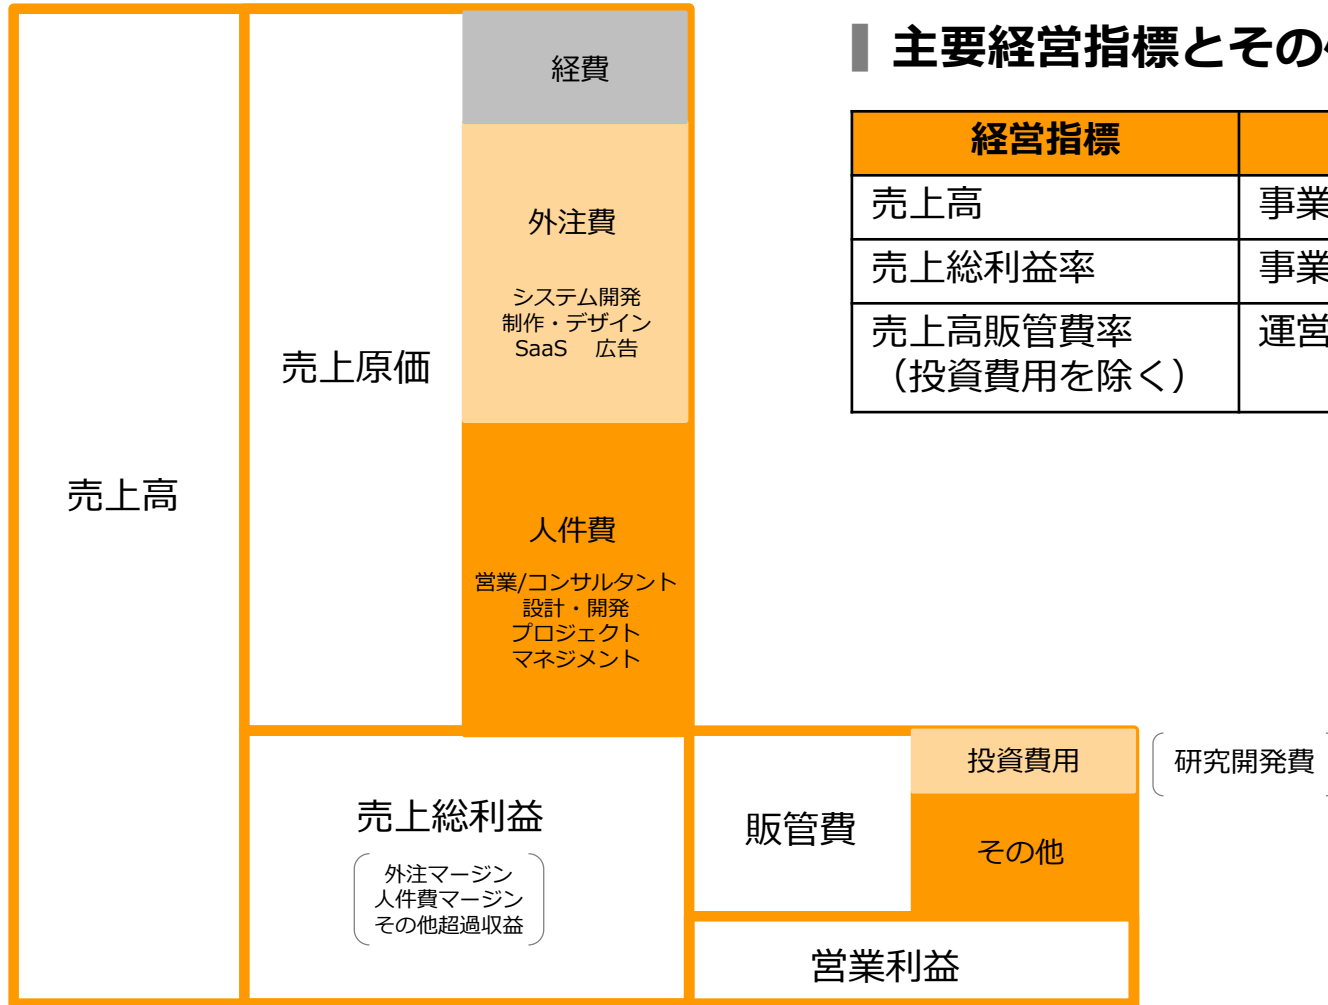 経費
外注費
システム開発
制作・デザイン
SaaS 広告
売上原価
売上高
人件費
営業/コンサルタント
設計・開発
プロジェクト
マネジメント
売上総利益
外注マージン
人件費マージン
その他超過収益
販管費
投資費用
その他
研究開発費
営業利益
主要経営指標とその
経営指標
売上高 事業
売上総利益率 事業
売上高販管費率 運営
（投資費用を除く）